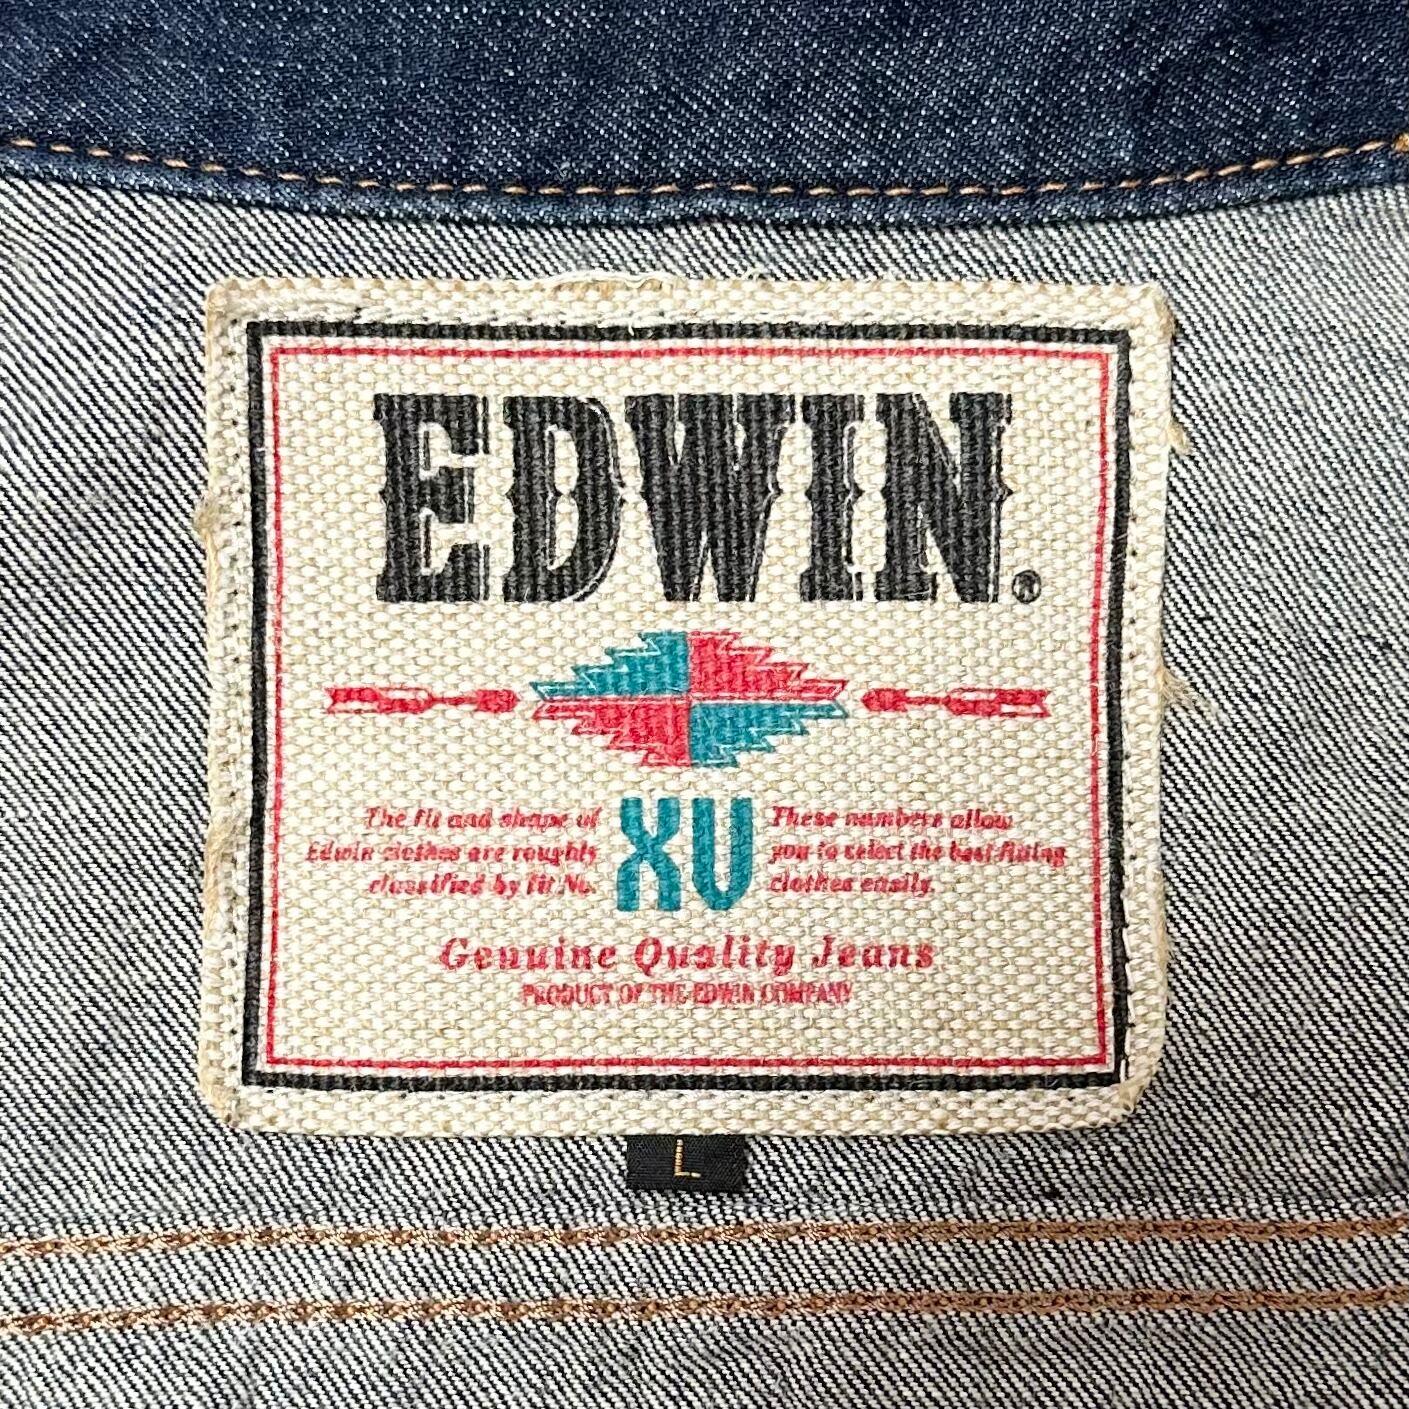 EDWIN®
The fit and shape of
Edwin clothes are roughly
classified by fit No.
XV
These numbers allow
you to select the best fitting
clothes easily.
Genuine Quality Jeans
PRODUCT OF THE EDWIN COMPANY
L